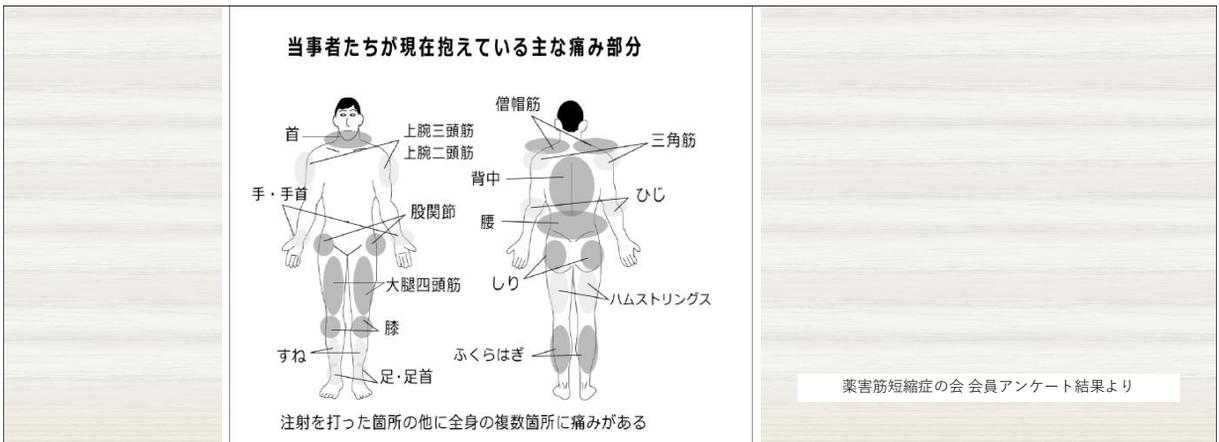 当事者たちが現在抱えている主な痛み部分
首
上腕三頭筋
上腕二頭筋
手・手首
股関節
大腿四頭筋
膝
すね
足・足首
僧帽筋
三角筋
背中
ひじ
腰
しり
ハムストリングス
ふくらはぎ
注射を打った箇所の他に全身の複数箇所に痛みがある
薬害筋短縮症の会 会員アンケート結果より